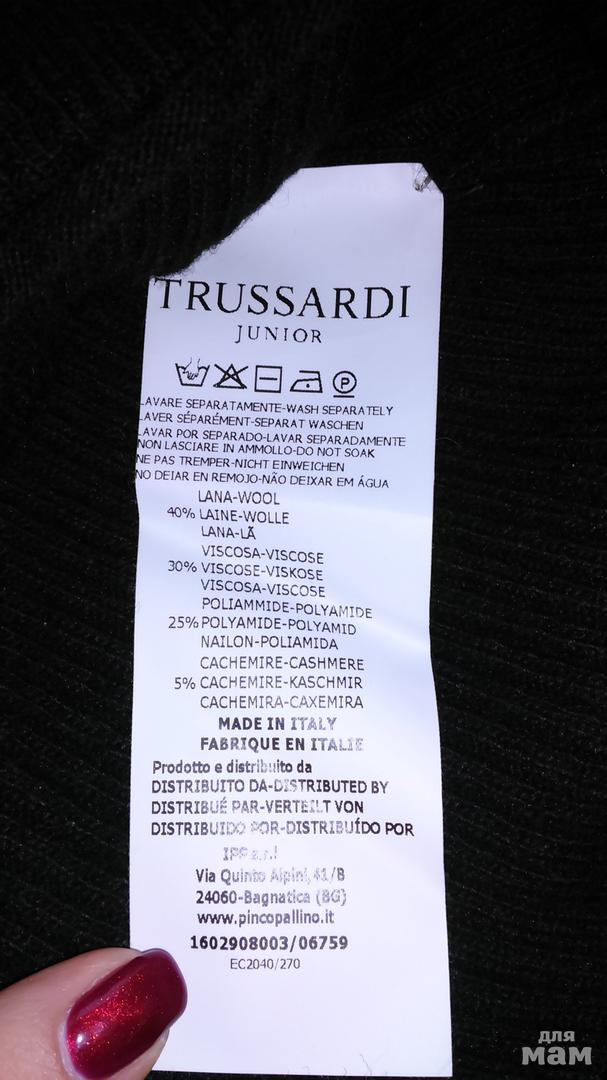 TRUSSARDI
JUNIOR
P
LAVARE SEPARATAMENTE-WASH SEPARATELY
LAVER SÉPARÉMENT-SEPARAT WASCHEN
LAVAR POR SEPARADO-LAVAR SEPARADAMENTE
NON LASCIARE IN AMMOLLO-DO NOT SOAK
NE PAS TREMPER-NICHT EINWEICHEN
NO DEIAR EN REMOJO-NÃO DEIXAR EM ÁGUA
LANA-WOOL
40% LAINE-WOLLE
LANA-LÃ
VISCOSA-VISCOSE
30% VISCOSE-VISKOSE
VISCOSA-VISCOSE
POLIAMMIDE-POLYAMIDE
25% POLYAMIDE-POLYAMID
NAILON-POLIAMIDA
CACHEMIRE-CASHMERE
5% CACHEMIRE-KASCHMIR
CACHEMIRA-CAXEMIRA
MADE IN ITALY
FABRIQUE EN ITALIE
Prodotto e distribuito da
DISTRIBUITO DA-DISTRIBUTED BY
DISTRIBUÉ PAR-VERTEILT VON
DISTRIBUIDO POR-DISTRIBUÍDO POR
IPP s.r.l
Via Quinto Alpini, 41/B
24060-Bagnatica (BG)
www.pincopallino.it
1602908003/06759
EC2040/270
для
мам